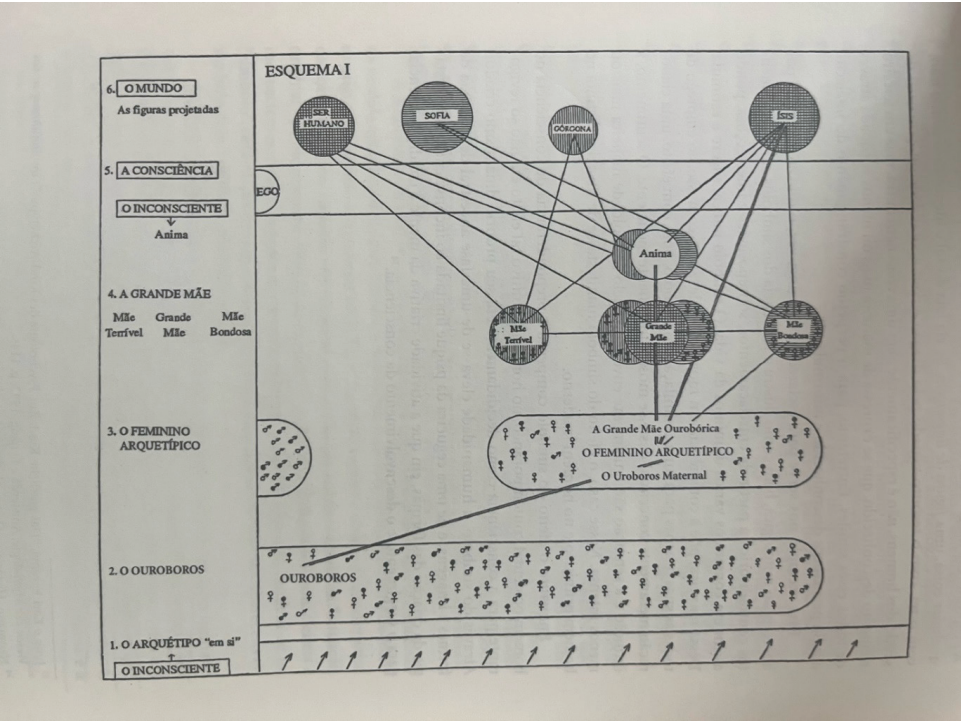 ESQUEMA I
6. O MUNDO
As figuras projetadas
SER
HUMANO
SOFIA
GÓRGONA
ÍSIS
5. A CONSCIÊNCIA
EGO
O INCONSCIENTE
Anima
Anima
4. A GRANDE MÃE
Mãe Grande Mãe
Terrível Mãe Bondosa
Mãe
Terrível
Grande
Mãe
Mãe
Bondosa
3. O FEMININO
ARQUETÍPICO
A Grande Mãe Ourobórica
O FEMININO ARQUETÍPICO
O Uroboros Maternal
2. O OUROBOROS
OUROBOROS
1. O ARQUÉTIPO "em si"
O INCONSCIENTE